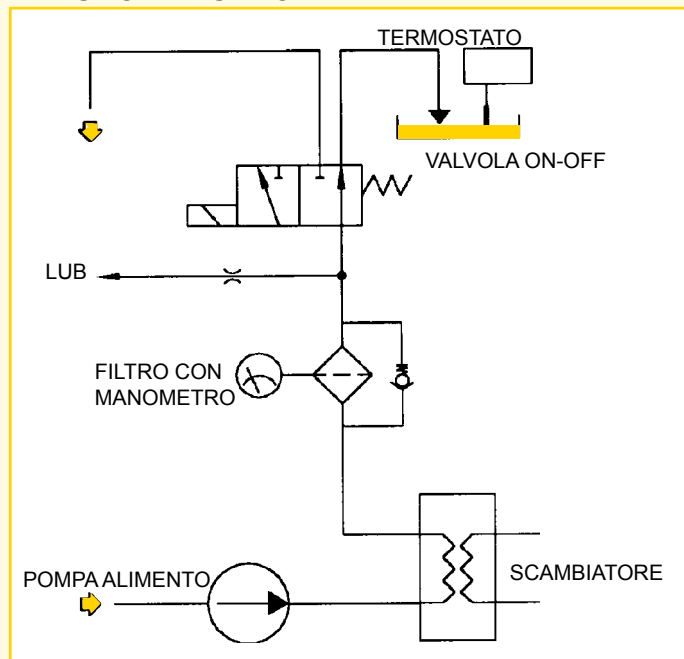 TERMOSTATO
VALVOLA ON-OFF
LUB
FILTRO CON
MANOMETRO
POMPA ALIMENTO
SCAMBIATORE